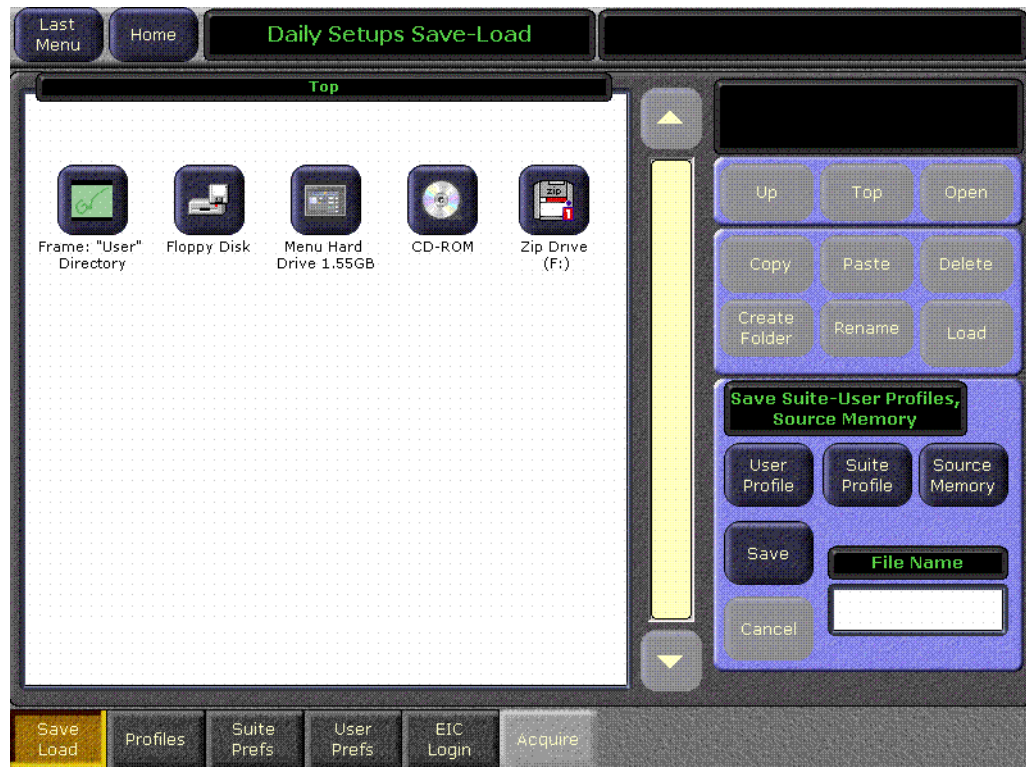 Last
Menu
Home
Daily Setups Save-Load
Top
Frame: "User"
Directory
Floppy Disk
Menu Hard
Drive 1.55GB
CD-ROM
ZIP
1
Zip Drive
(F:)
Up
Top
Open
Copy
Paste
Delete
Create
Folder
Rename
Load
Save Suite-User Profiles,
Source Memory
User
Profile
Suite
Profile
Source
Memory
Save
File Name
Cancel
Save
Load
Profiles
Suite
Prefs
User
Prefs
EIC
Login
Acquire